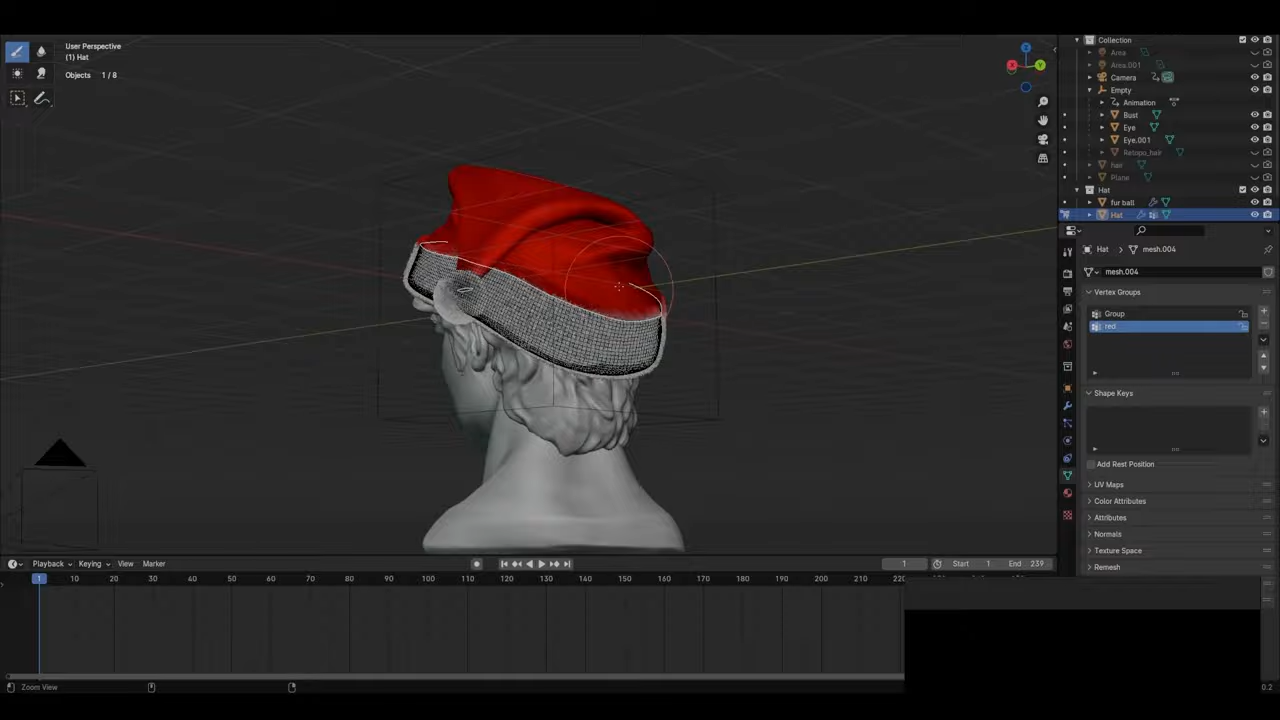 User Perspective
(1) Hat
Objects 1 / 8
X
Y
Z
Collection
Area
Area.001
Camera
Empty
Animation
Bust
Eye
Eye.001
Retopo_hair
hair
Plane
Hat
fur ball
Hat
Hat > mesh.004
mesh.004
Vertex Groups
Group
red
Shape Keys
Add Rest Position
UV Maps
Color Attributes
Attributes
Normals
Texture Space
Remesh
Playback Keying View Marker
1 Start 1 End 239
1 10 20 30 40 50 60 70 80 90 100 110 120 130 140 150 160 170 180 190 200 210 220
Zoom View
0.2